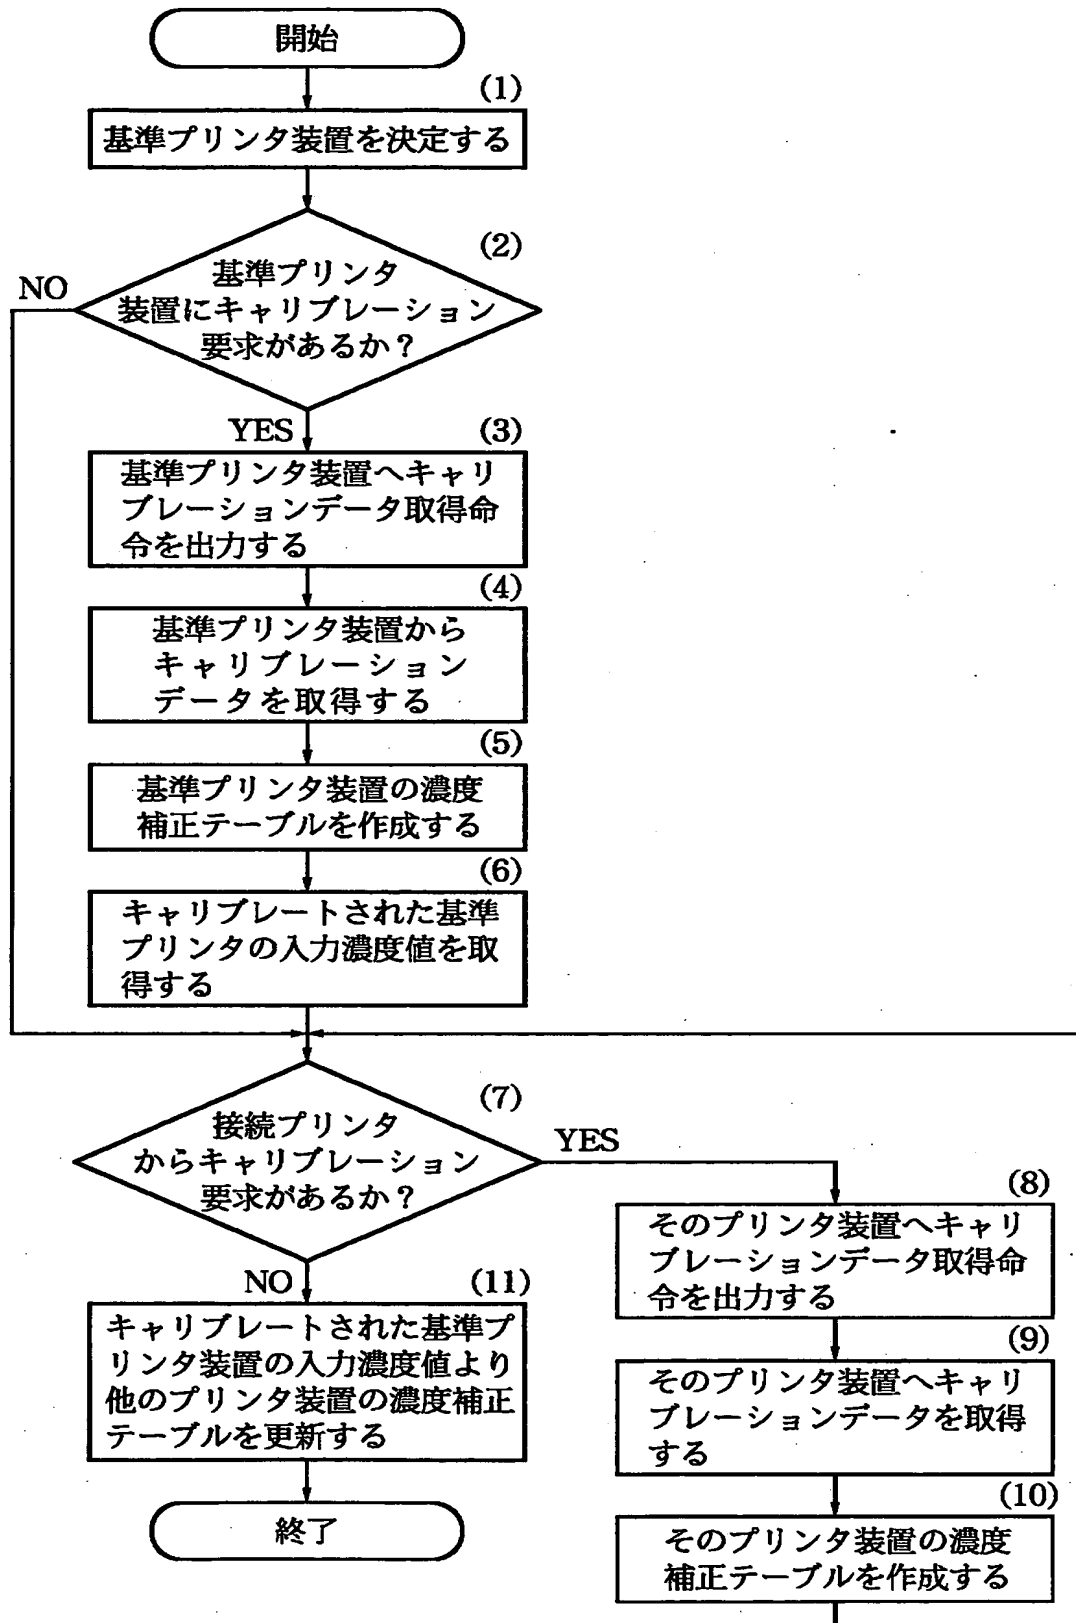 開始
(1)
基準プリンタ装置を決定する
(2)
基準プリンタ
装置にキャリブレーション
要求があるか?
NO
YES
(3)
基準プリンタ装置へキャリ
ブレーションデータ取得命
令を出力する
(4)
基準プリンタ装置から
キャリブレーション
データを取得する
(5)
基準プリンタ装置の濃度
補正テーブルを作成する
(6)
キャリブレートされた基準
プリンタの入力濃度値を取
得する
(7)
接続プリンタ
からキャリブレーション
要求があるか?
YES
NO
(8)
そのプリンタ装置へキャリ
ブレーションデータ取得命
令を出力する
(9)
そのプリンタ装置へキャリ
ブレーションデータを取得
する
(10)
そのプリンタ装置の濃度
補正テーブルを作成する
(11)
キャリブレートされた基準プ
リンタ装置の入力濃度値より
他のプリンタ装置の濃度補正
テーブルを更新する
終了